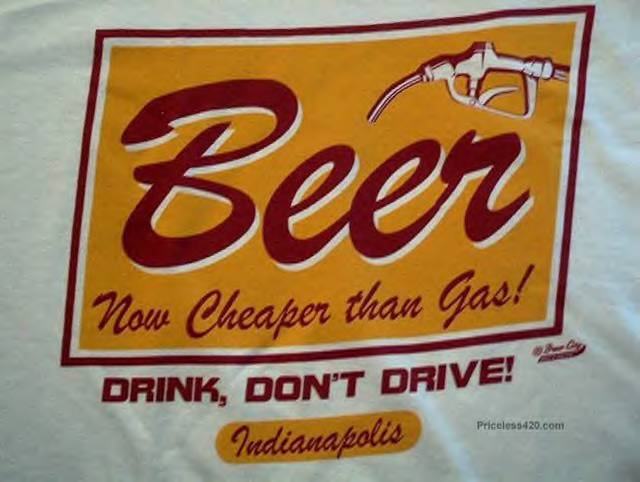 Beer
Now Cheaper than Gas!
DRINK, DON'T DRIVE!
Indianapolis
Priceless420.com